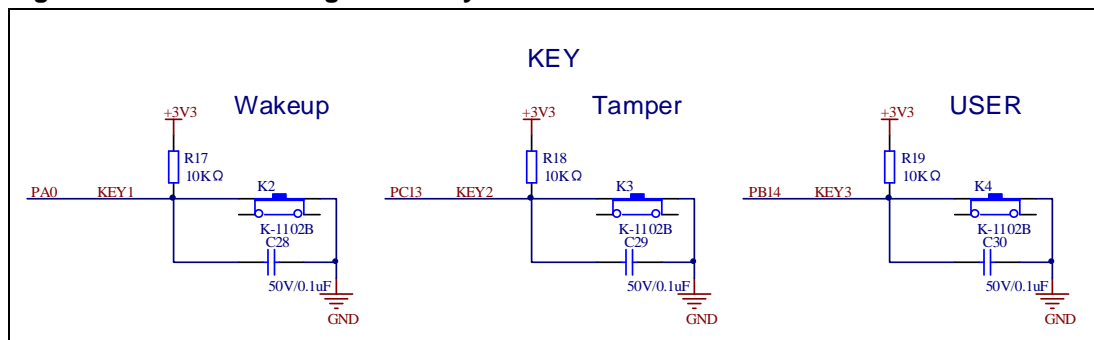 KEY
Wakeup
+3V3
R17
10KΩ
PA0 KEY1
K2
K-1102B
C28
50V/0.1uF
GND
Tamper
+3V3
R18
10KΩ
PC13 KEY2
K3
K-1102B
C29
50V/0.1uF
GND
USER
+3V3
R19
10KΩ
PB14 KEY3
K4
K-1102B
C30
50V/0.1uF
GND